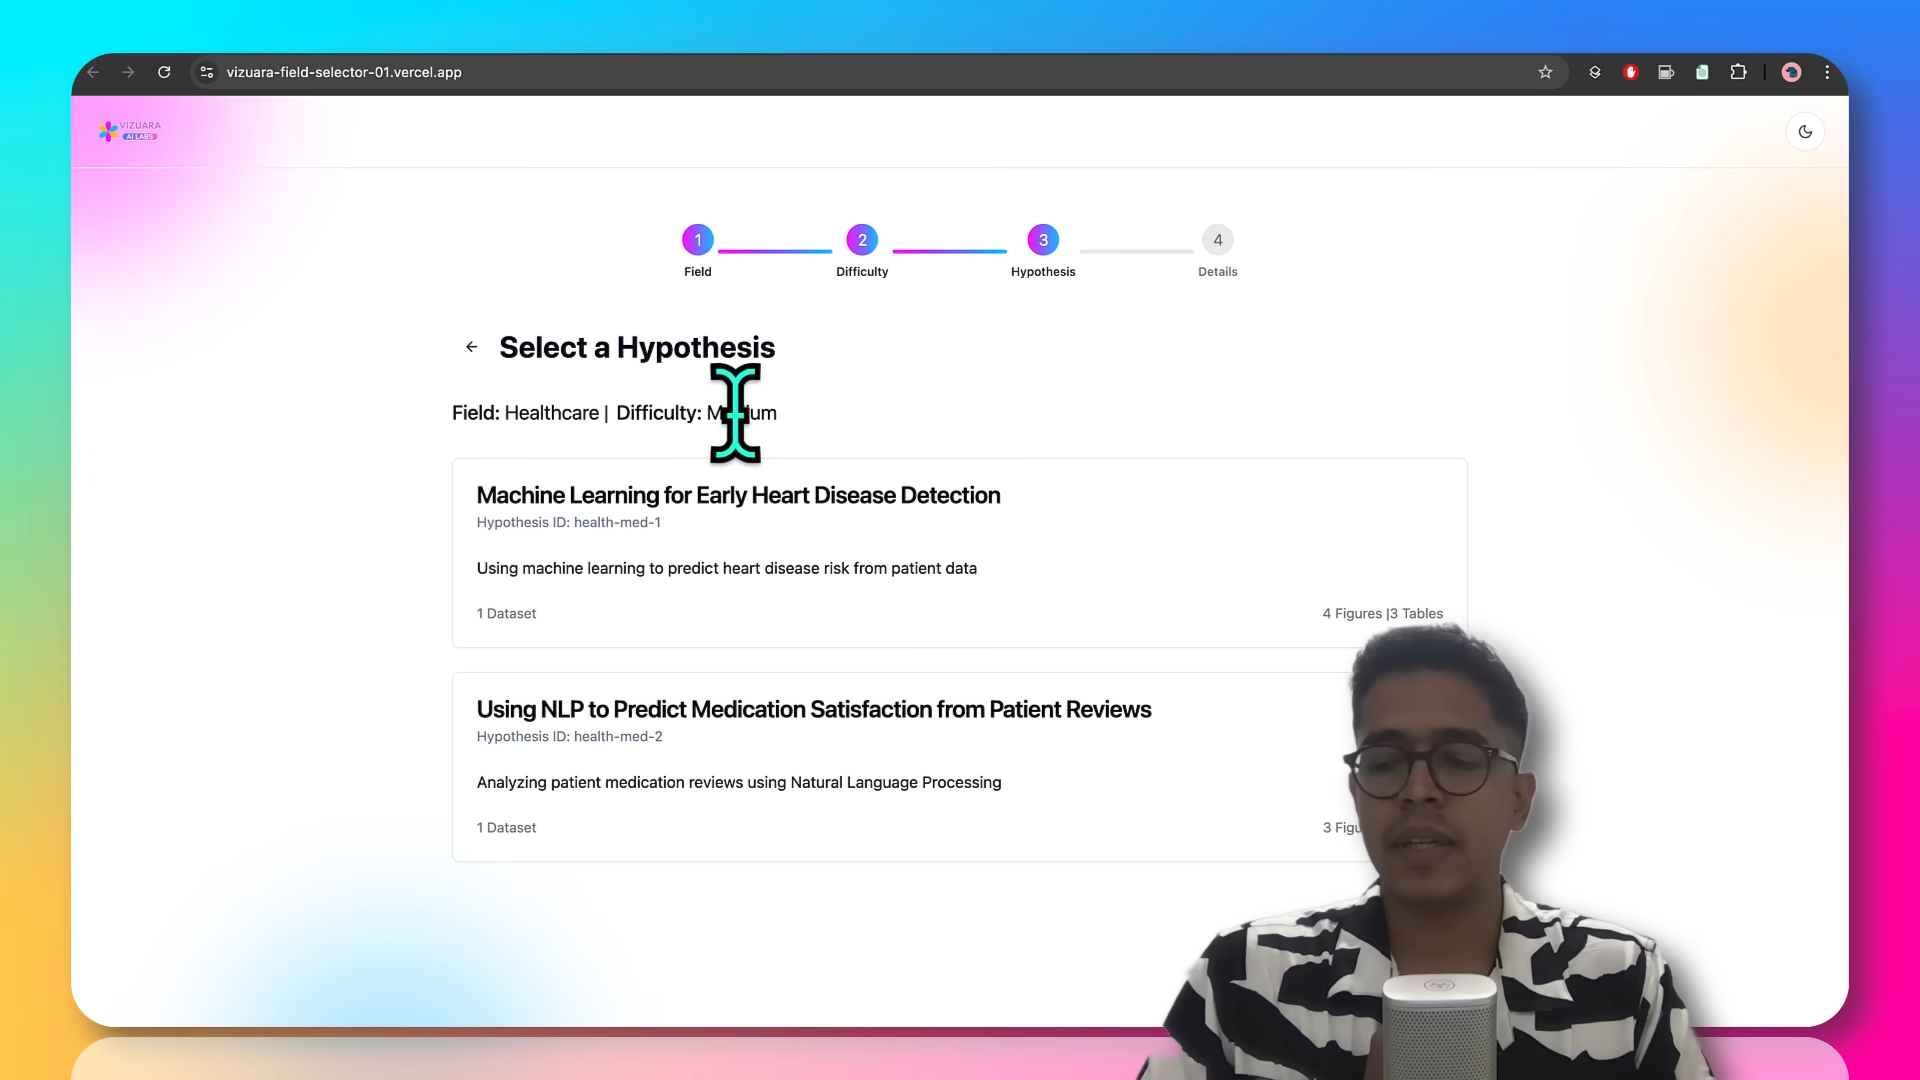 vizuara-field-selector-01.vercel.app
VIZUARA
AI LABS
1
2
3
4
Field
Difficulty
Hypothesis
Details
Select a Hypothesis
Field: Healthcare | Difficulty:
Machine Learning for Early Heart Disease Detection
Hypothesis ID: health-med-1
Using machine learning to predict heart disease risk from patient data
1 Dataset
4 Figures |3 Tables
Using NLP to Predict Medication Satisfaction from Patient Reviews
Hypothesis ID: health-med-2
Analyzing patient medication reviews using Natural Language Processing
1 Dataset
3